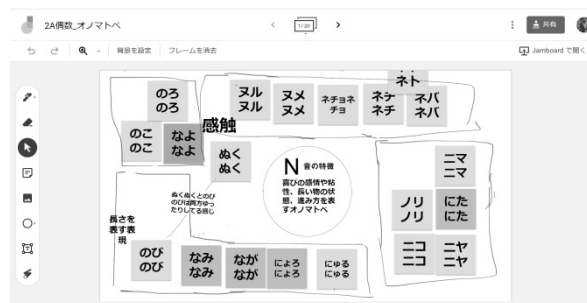 2A偶数_オノマトペ
1/20
共有
背景を設定
フレームを消去
Jamboard で開く
のろ
のろ
のこ
のこ
なよ
なよ
感触
ヌル
ヌル
ヌメ
ヌメ
ネチョネ
チョ
ネチ
ネチ
ネト
ネバ
ネバ
ぬく
ぬく
ぬくぬくとのび
のびは両方ゆっ
たりしてる感じ
N 音の特徴
喜びの感情や粘
性、長い物の状
態、進み方を表
すオノマトペ
ニマ
ニマ
ノリ
ノリ
にた
にた
ニコ
ニコ
ニヤ
ニヤ
長さを
表す表
現
のび
のび
なみ
なみ
なが
なが
にょろ
にょろ
にゅる
にゅる